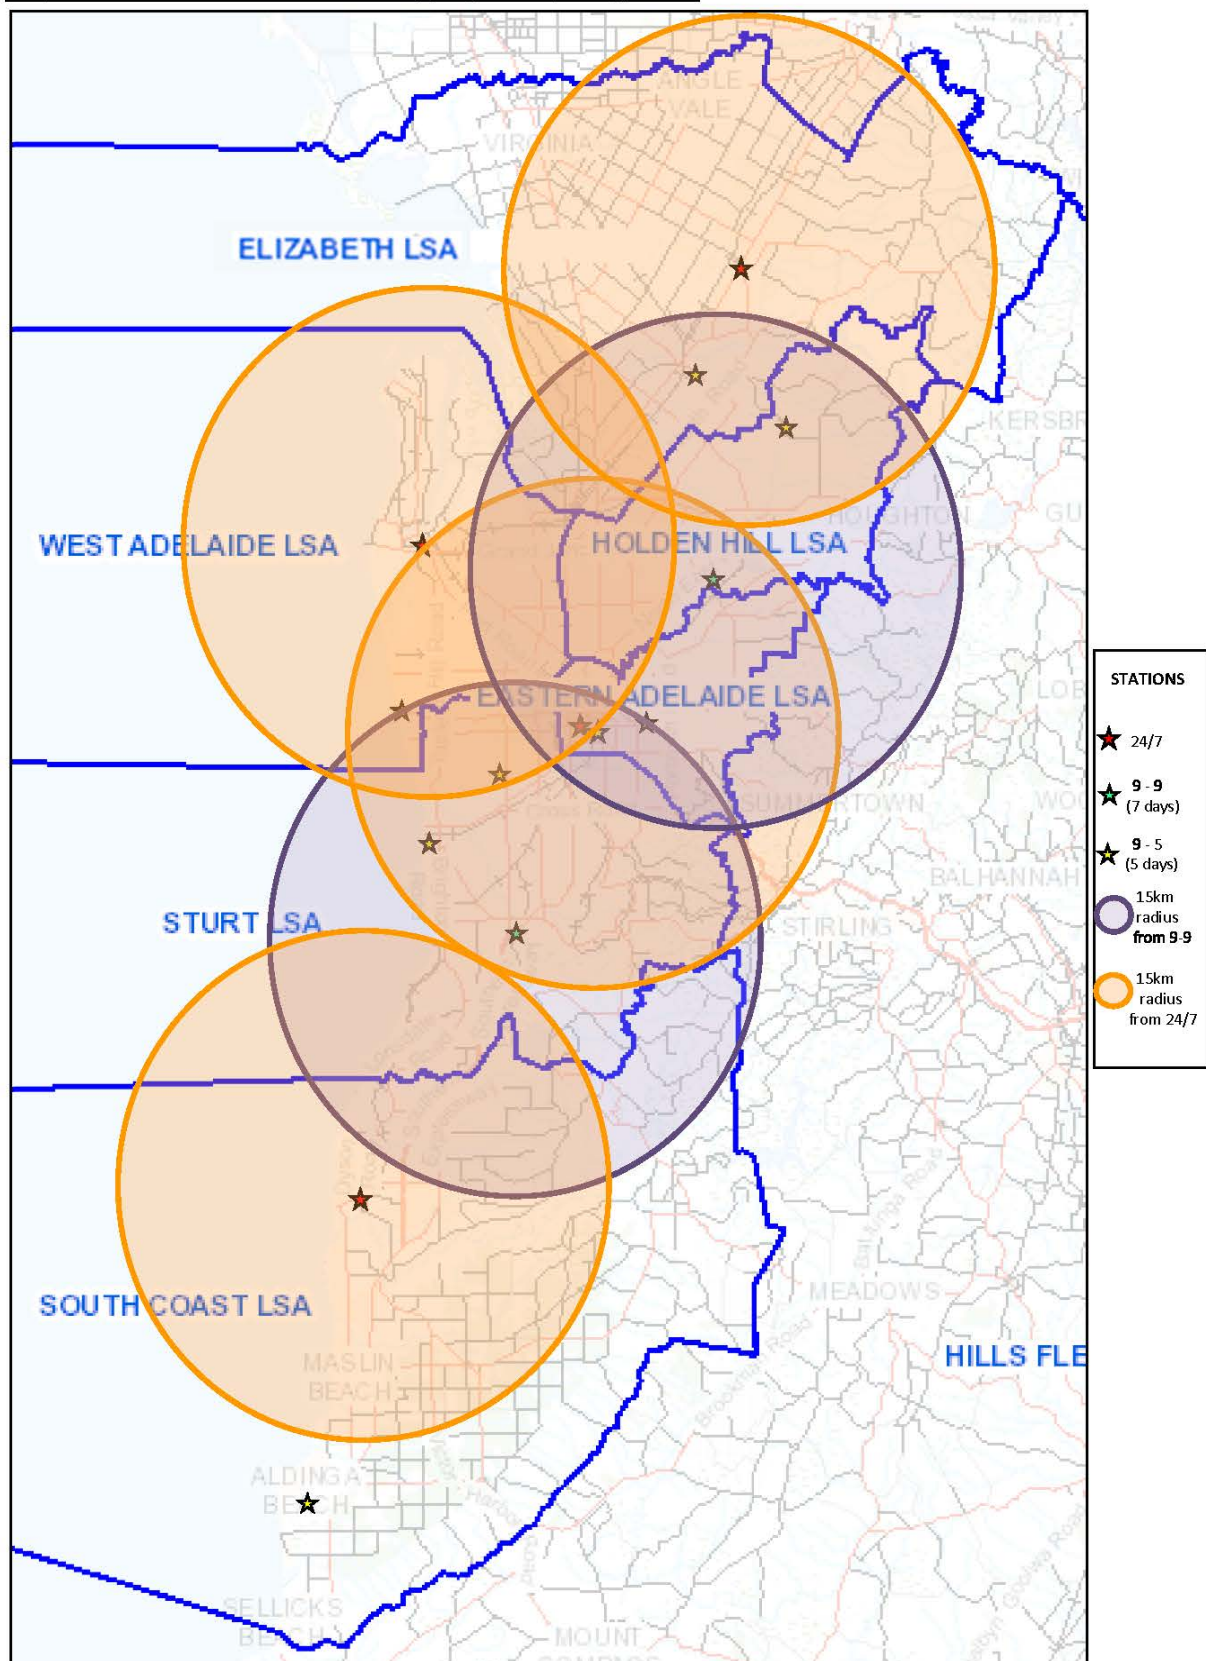 ANGLE
VALE
VIRGINIA
ELIZABETH LSA
KERSBR
WEST ADELAIDE LSA
HOUGHTON
GU
HOLDEN HILL LSA
EASTERN ADELAIDE LSA
LOB
SUMMERTOWN
WOO
BALHANNAH
STURT LSA
STIRLING
MEADOWS
SOUTH COAST LSA
HILLS FLE
MASLIN
BEACH
Brookman Road
ALDINGA
BEACH
SELLICKS
BEACH
MOUNT
COMPASS
STATIONS
24/7
9 - 9
(7 days)
9 - 5
(5 days)
15km
radius
from 9-9
15km
radius
from 24/7